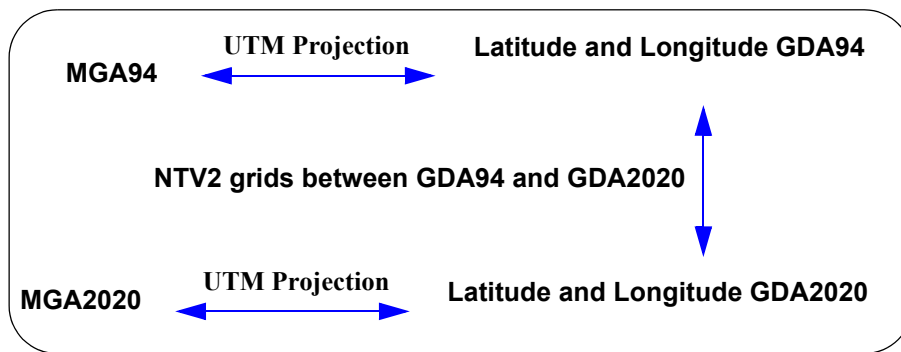 UTM Projection
Latitude and Longitude GDA94
MGA94
NTV2 grids between GDA94 and GDA2020
UTM Projection
Latitude and Longitude GDA2020
MGA2020